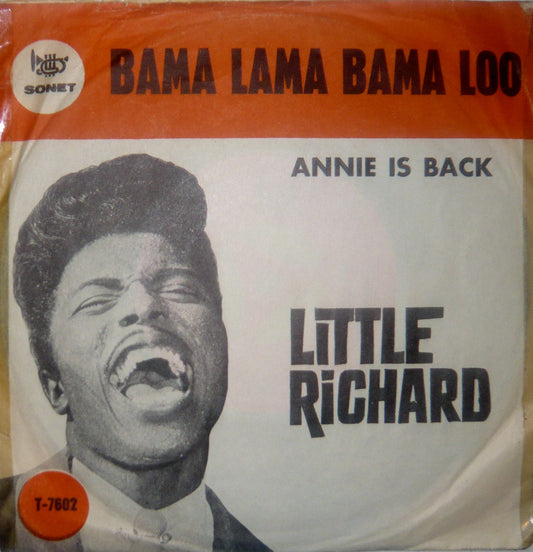 SONET
BAMA LAMA BAMA LOO
ANNIE IS BACK
LiTTLE
RiCHARD
T-7602